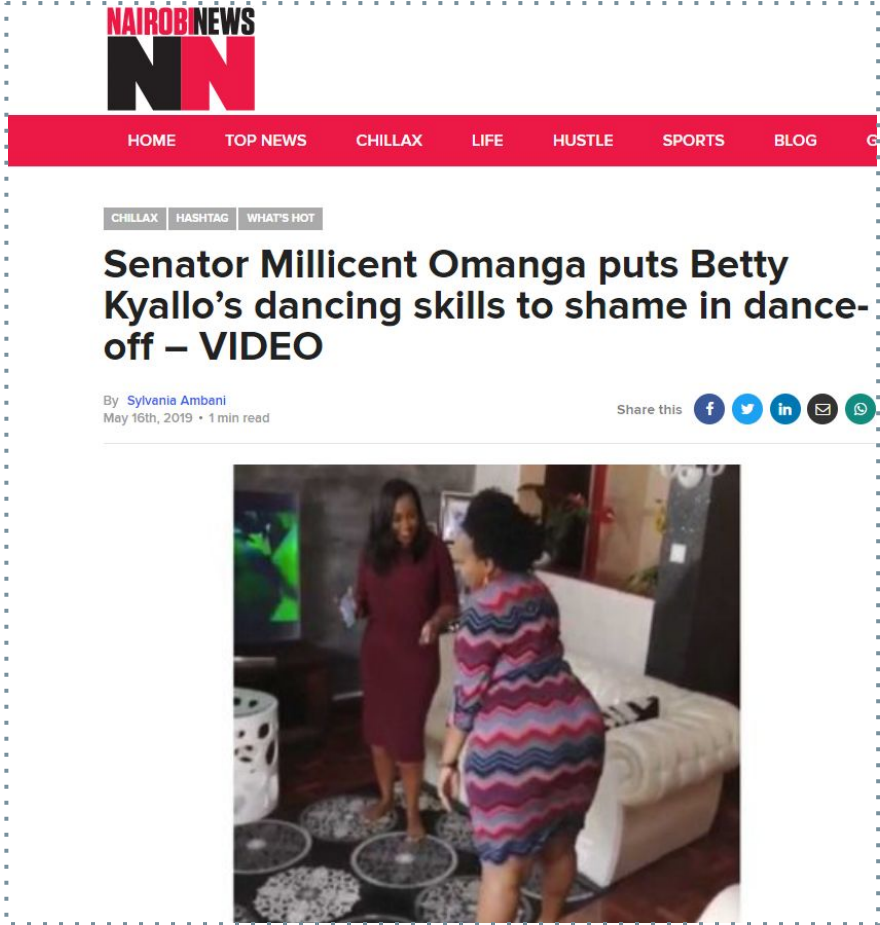 NAIROBINEWS
NN
HOME TOP NEWS CHILLAX LIFE HUSTLE SPORTS BLOG G
CHILLAX HASHTAG WHAT'S HOT
Senator Millicent Omanga puts Betty
Kyallo’s dancing skills to shame in dance-
off – VIDEO
By Sylvania Ambani
May 16th, 2019 • 1 min read
Share this